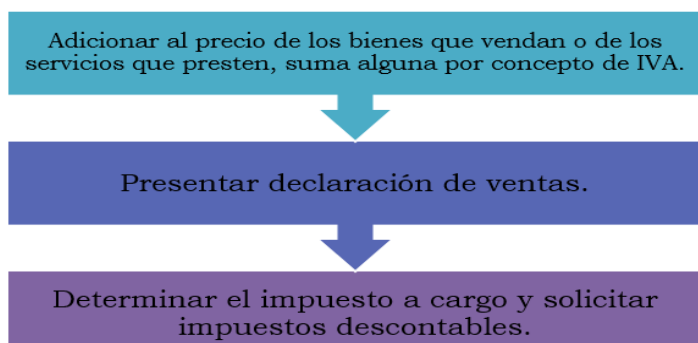 Adicionar al precio de los bienes que vendan o de los
servicios que presten, suma alguna por concepto de IVA.
Presentar declaración de ventas.
Determinar el impuesto a cargo y solicitar
impuestos descontables.